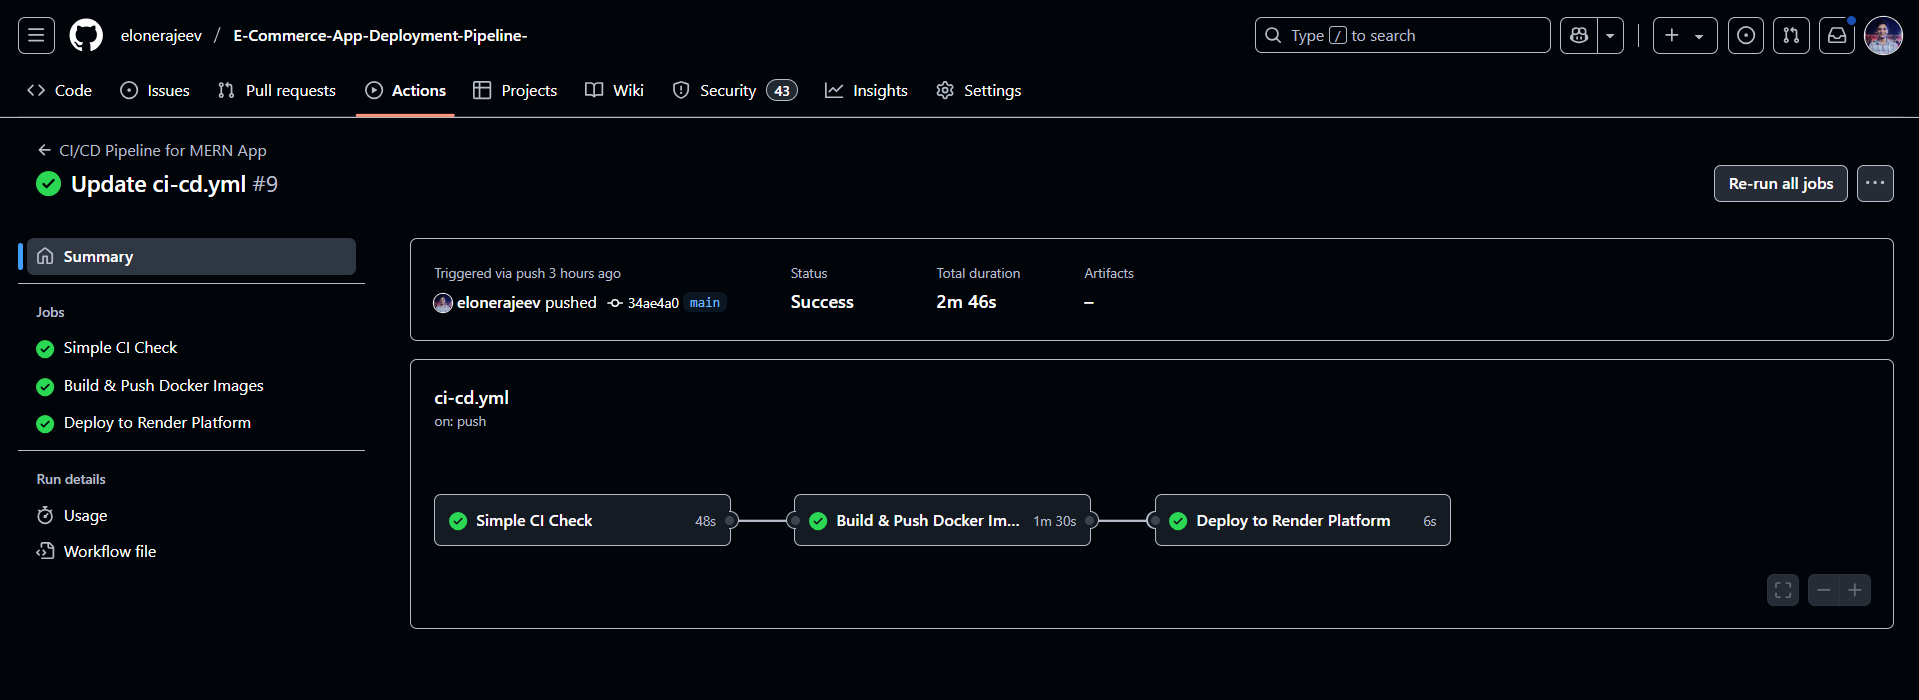 elonerajeev / E-Commerce-App-Deployment-Pipeline-
Type / to search
Code Issues Pull requests Actions Projects Wiki Security 43 Insights Settings
CI/CD Pipeline for MERN App
Update ci-cd.yml #9
Re-run all jobs
Summary
Jobs
Simple CI Check
Build & Push Docker Images
Deploy to Render Platform
Run details
Usage
Workflow file
Triggered via push 3 hours ago
elonerajeev pushed 34ae4a0 main
Status
Success
Total duration
2m 46s
Artifacts
–
ci-cd.yml
on: push
Simple CI Check 48s
Build & Push Docker Im... 1m 30s
Deploy to Render Platform 6s